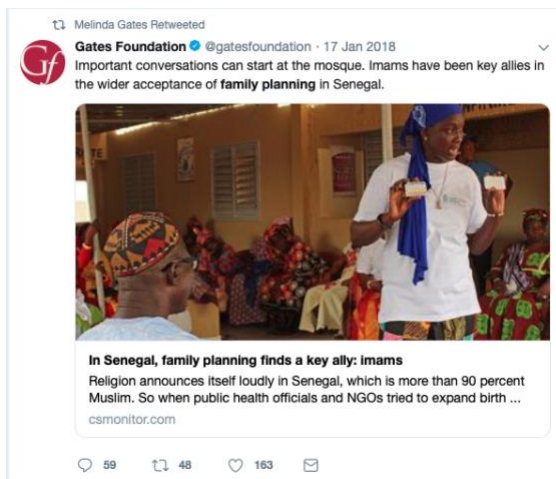 Melinda Gates Retweeted
Gates Foundation @gatesfoundation · 17 Jan 2018
Important conversations can start at the mosque. Imams have been key allies in
the wider acceptance of family planning in Senegal.
In Senegal, family planning finds a key ally: imams
Religion announces itself loudly in Senegal, which is more than 90 percent
Muslim. So when public health officials and NGOs tried to expand birth ...
csmonitor.com
59 48 163